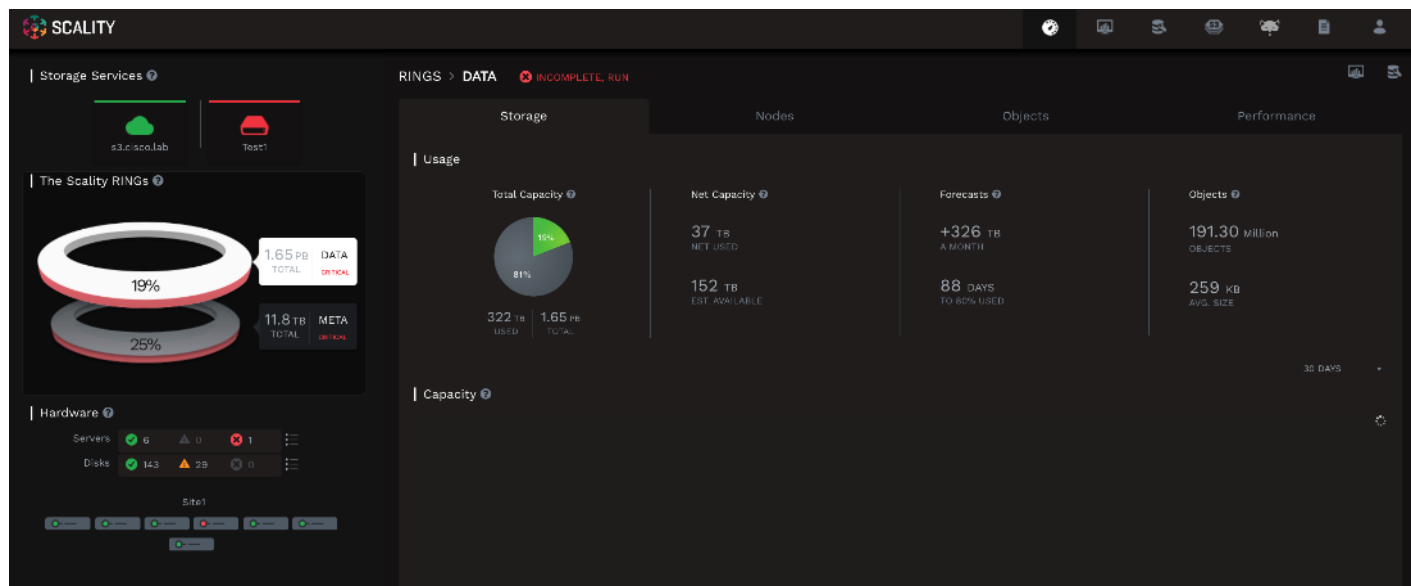 SCALITY
Storage Services
s3.cisco.lab
Test1
The Scality RINGs
1.65 PB DATA
TOTAL CRITICAL
19%
11.8 TB META
TOTAL CRITICAL
25%
Hardware
Servers 6 0 1
Disks 143 29 0
Site1
RINGS > DATA INCOMPLETE, RUN
Storage Nodes Objects Performance
Usage
Total Capacity
19%
81%
322 TB 1.65 PB
USED TOTAL
Net Capacity
37 TB
NET USED
152 TB
EST. AVAILABLE
Forecasts
+326 TB
A MONTH
88 DAYS
TO 80% USED
Objects
191.30 Million
OBJECTS
259 KB
AVG. SIZE
30 DAYS
Capacity